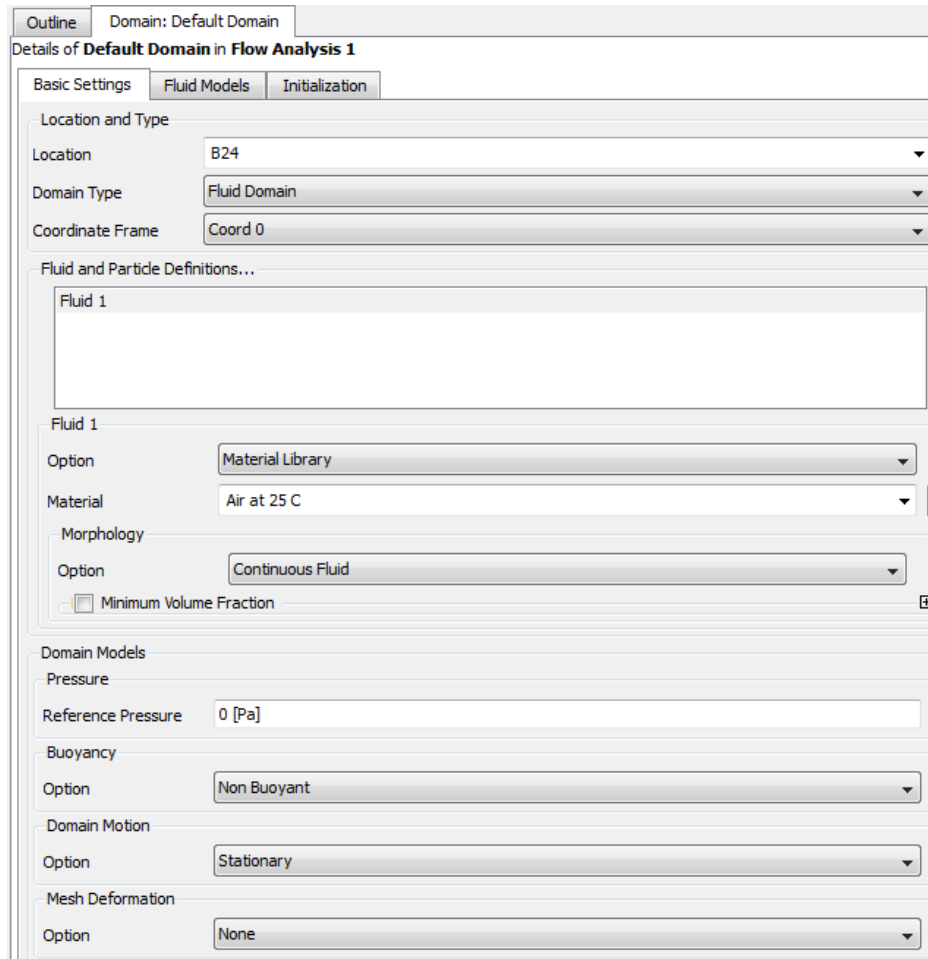 Outline Domain: Default Domain
Details of Default Domain in Flow Analysis 1
Basic Settings Fluid Models Initialization
Location and Type
Location B24
Domain Type Fluid Domain
Coordinate Frame Coord 0
Fluid and Particle Definitions...
Fluid 1
Fluid 1
Option Material Library
Material Air at 25 C
Morphology
Option Continuous Fluid
Minimum Volume Fraction
Domain Models
Pressure
Reference Pressure 0 [Pa]
Buoyancy
Option Non Buoyant
Domain Motion
Option Stationary
Mesh Deformation
Option None